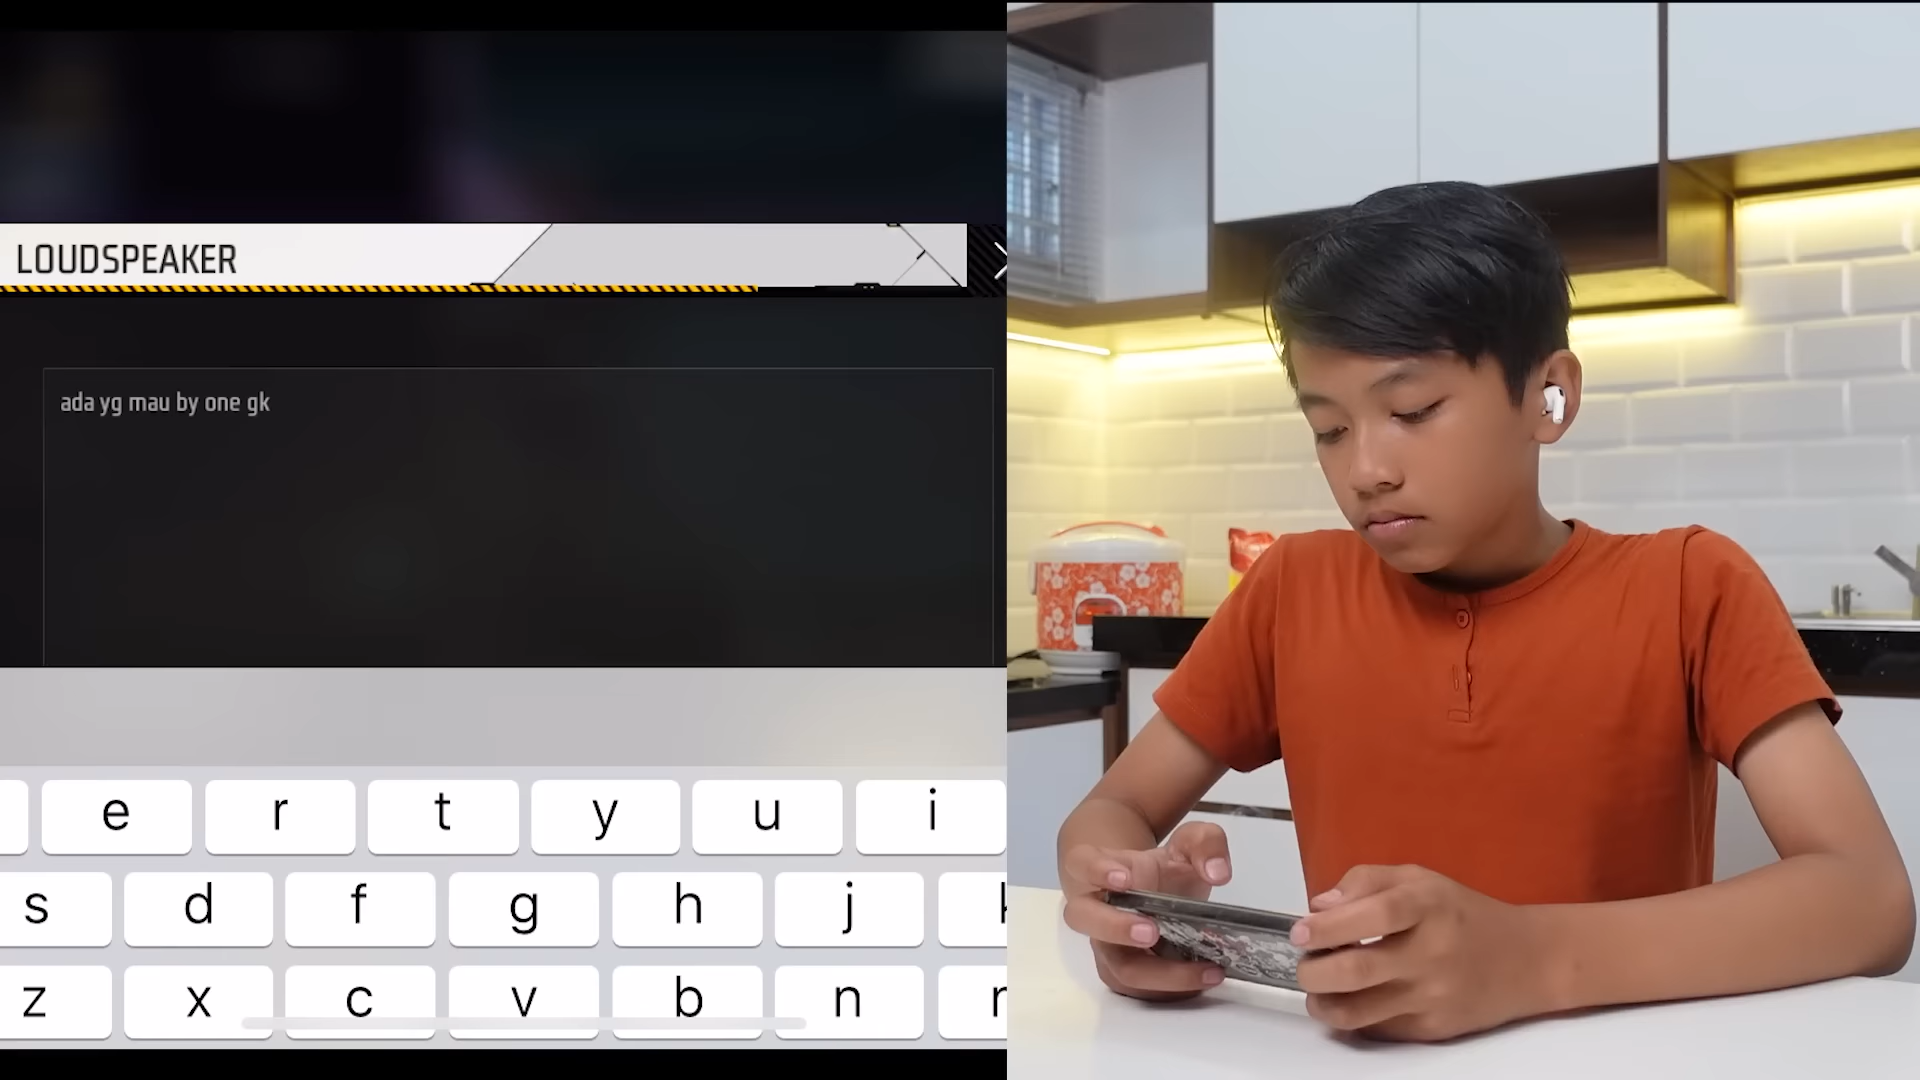 LOUDSPEAKER
ada yg mau by one gk
e r t y u i
s d f g h j
z x c v b n